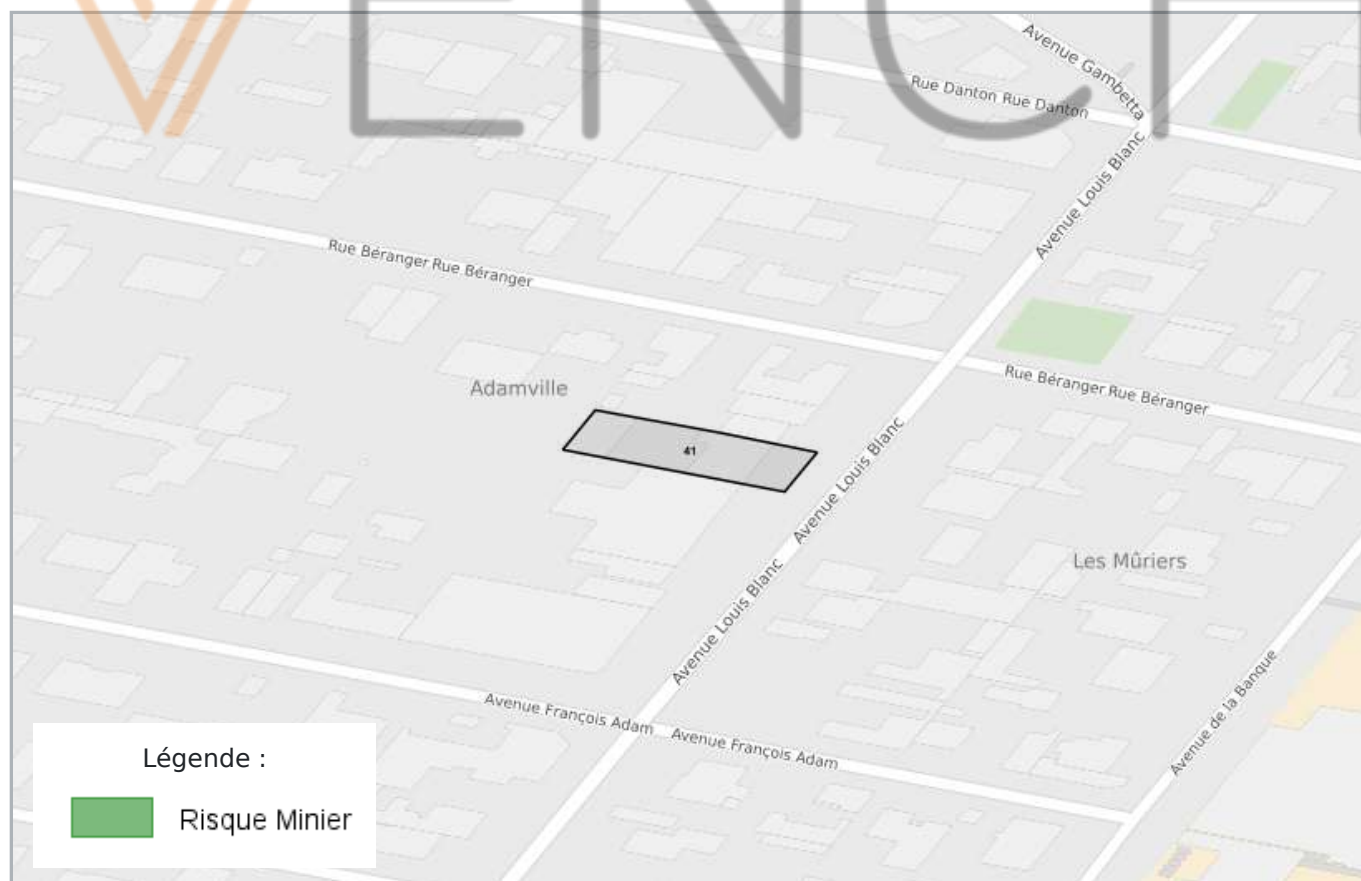 VENCH
Avenue Gambetta
Rue Danton Rue Danton
Avenue Louis Blanc
Rue Béranger Rue Béranger
Rue Béranger Rue Béranger
Adamville
41
Avenue Louis Blanc
Les Mûriers
Avenue Louis Blanc
Avenue de la Banque
Avenue François Adam Avenue François Adam
Légende :
Risque Minier